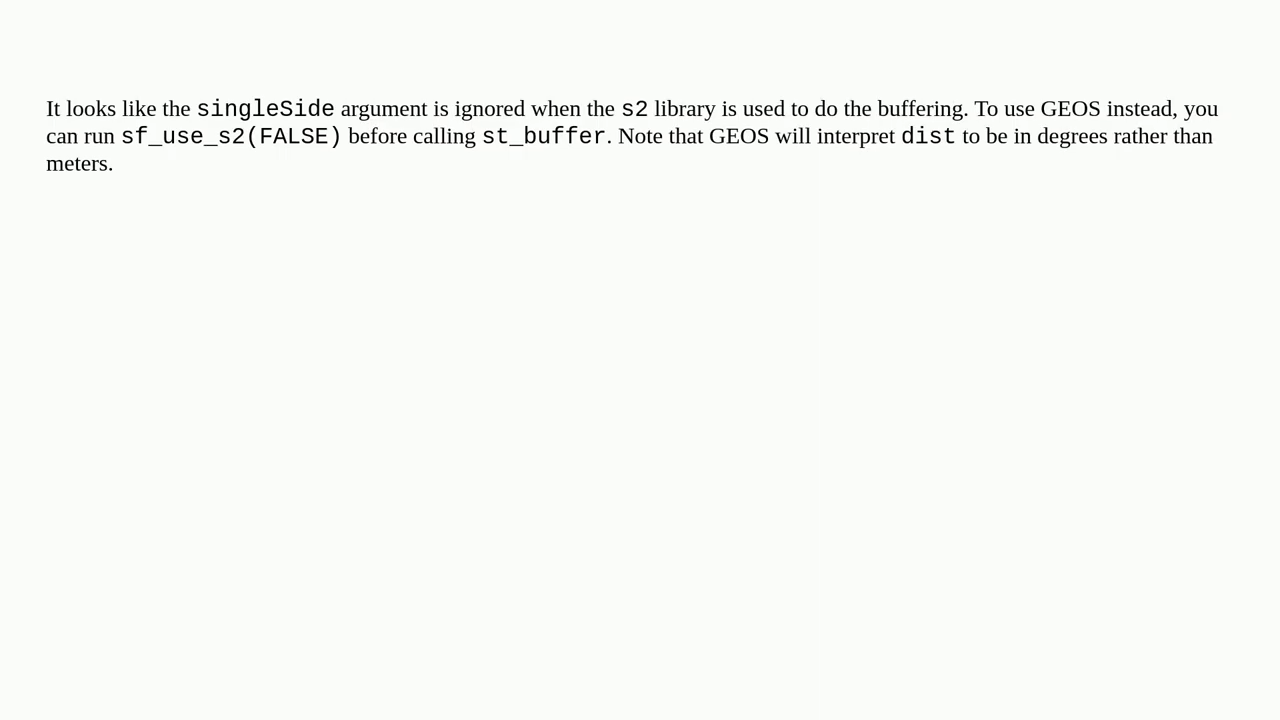 It looks like the singleSide argument is ignored when the s2 library is used to do the buffering. To use GEOS instead, you
can run sf_use_s2(FALSE) before calling st_buffer. Note that GEOS will interpret dist to be in degrees rather than
meters.